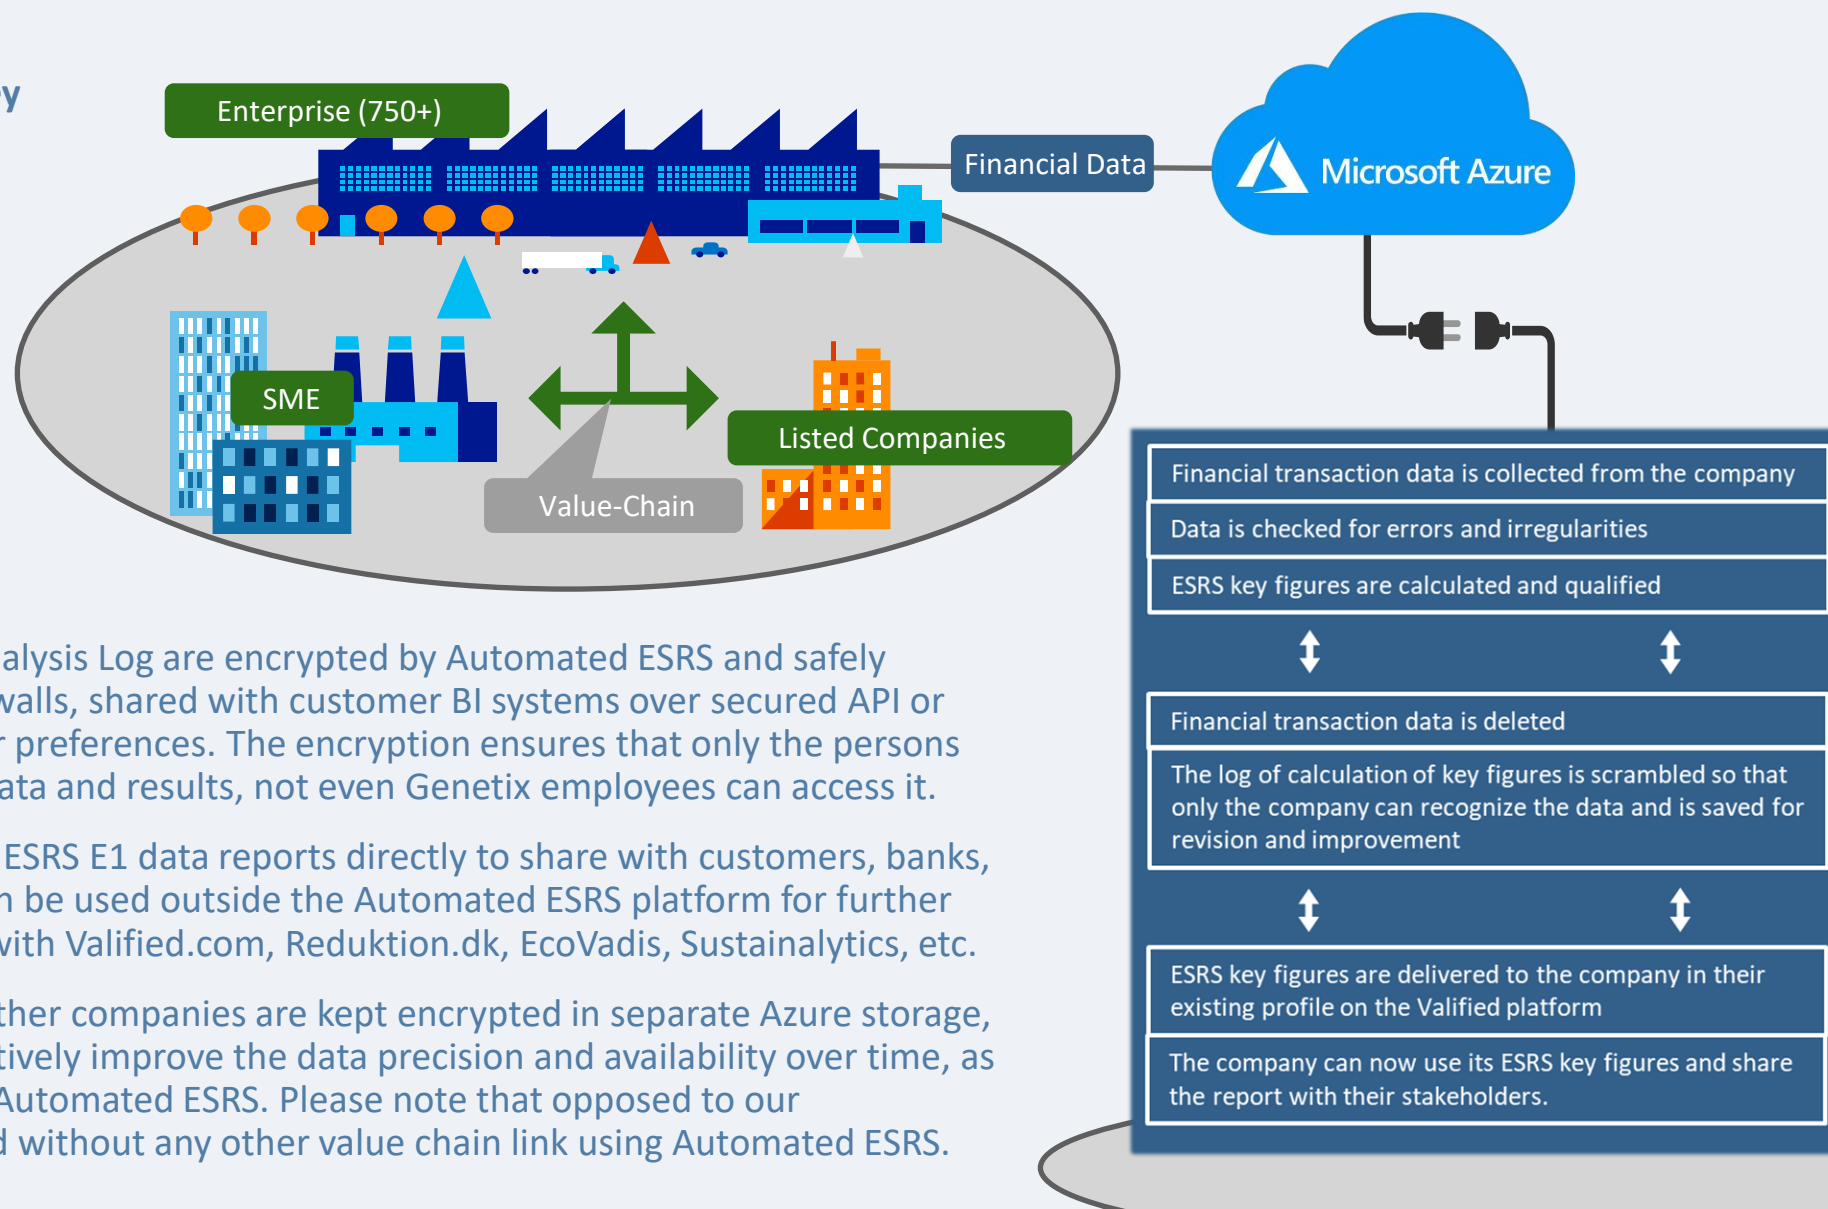 Enterprise (750+)
Financial Data
Microsoft Azure
SME
Listed Companies
Value-Chain
alysis Log are encrypted by Automated ESRS and safely
walls, shared with customer BI systems over secured API or
r preferences. The encryption ensures that only the persons
ata and results, not even Genetix employees can access it.
ESRS E1 data reports directly to share with customers, banks,
n be used outside the Automated ESRS platform for further
with Valified.com, Reduktion.dk, EcoVadis, Sustainalytics, etc.
ther companies are kept encrypted in separate Azure storage,
tively improve the data precision and availability over time, as
Automated ESRS. Please note that opposed to our
d without any other value chain link using Automated ESRS.
Financial transaction data is collected from the company
Data is checked for errors and irregularities
ESRS key figures are calculated and qualified
Financial transaction data is deleted
The log of calculation of key figures is scrambled so that
only the company can recognize the data and is saved for
revision and improvement
ESRS key figures are delivered to the company in their
existing profile on the Valified platform
The company can now use its ESRS key figures and share
the report with their stakeholders.